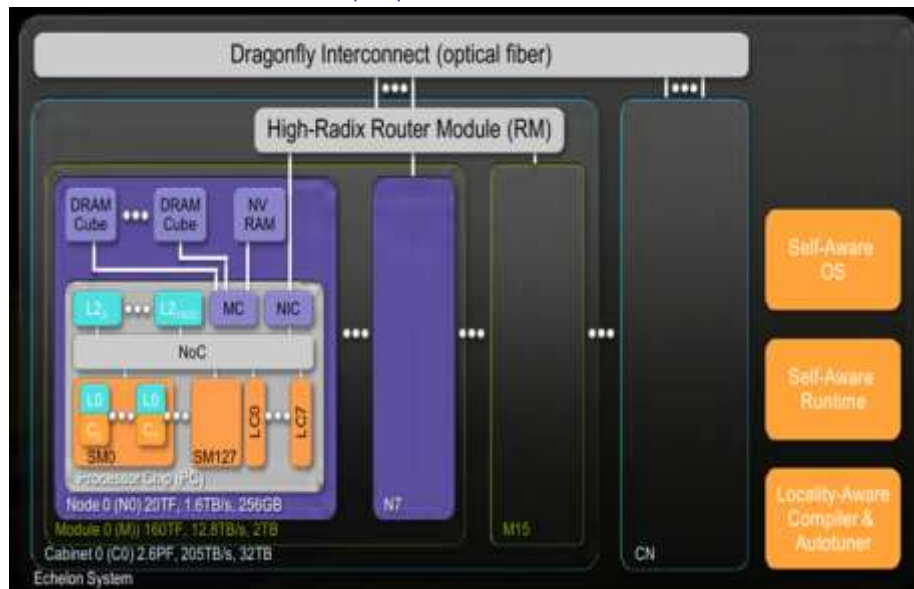 Dragonfly Interconnect (optical fiber)
High-Radix Router Module (RM)
DRAM
Cube
DRAM
Cube
NV
RAM
MC
NIC
NoC
L0
L0
SM0
SM127
LC0
LC7
Processor Chip (PC)
Node 0 (N0) 20TF, 1.6TB/s, 256GB
N7
Module 0 (M)) 160TF, 12.8TB/s, 2TB
M15
Cabinet 0 (C0) 2.6PF, 205TB/s, 32TB
CN
Echelon System
Self-Aware
OS
Self-Aware
Runtime
Locality-Aware
Compiler &
Autotuner